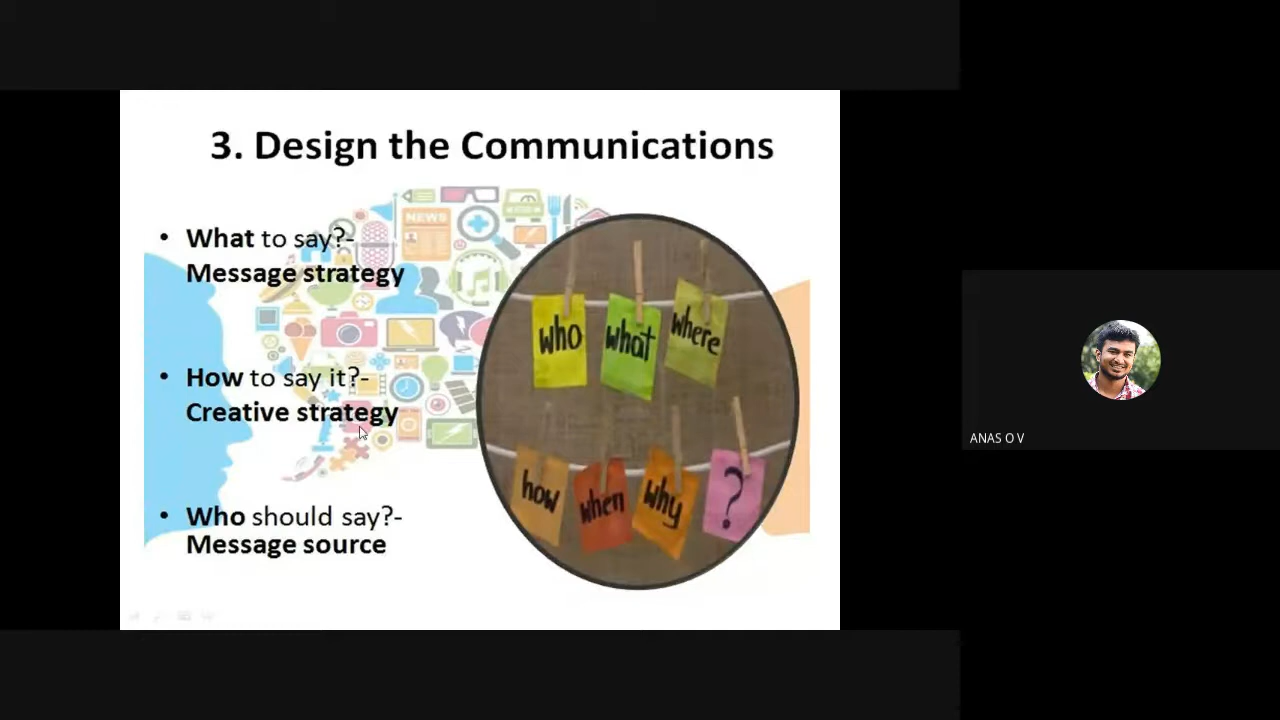 3. Design the Communications
NEWS
• What to say?-
Message strategy
• How to say it?-
Creative strategy
• Who should say?-
Message source
who
what
where
how
when
why
?
ANAS O V